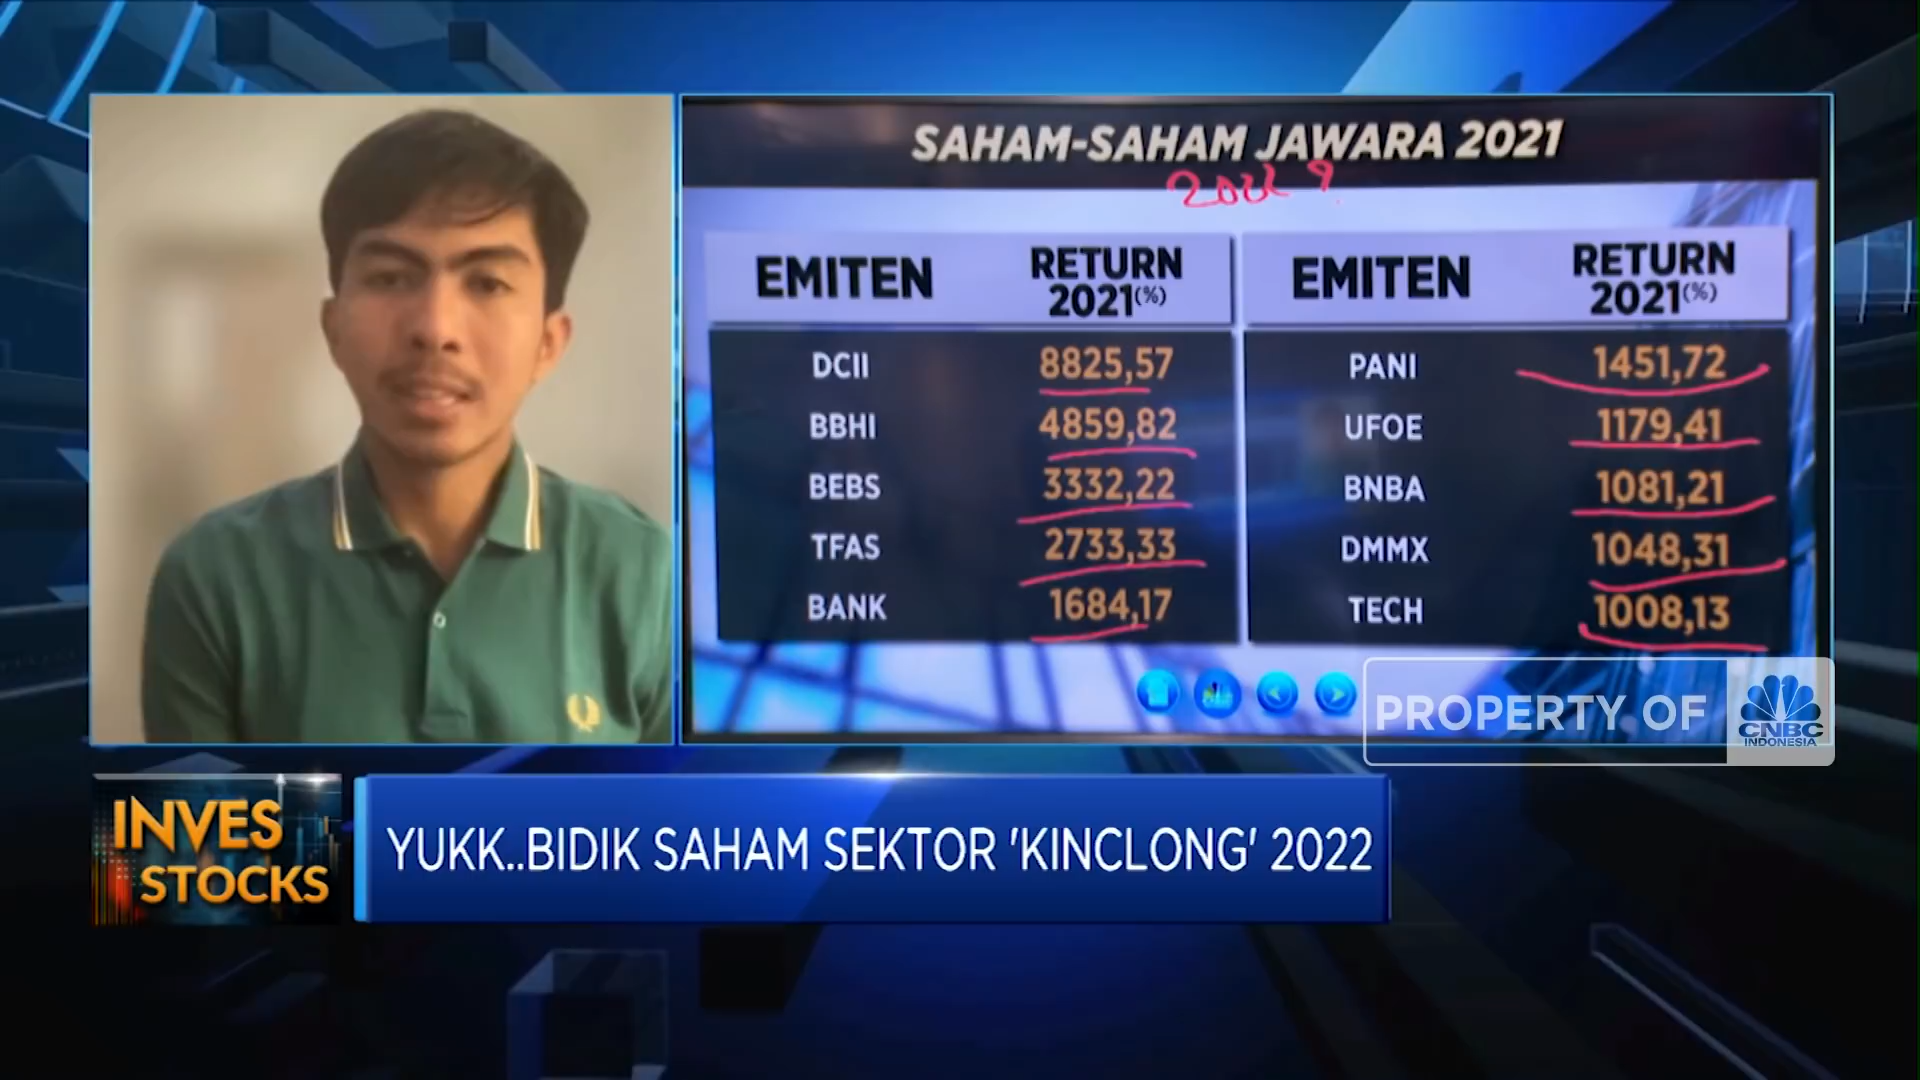 SAHAM-SAHAM JAWARA 2021
2022 ?
EMITEN RETURN 2021(%) EMITEN RETURN 2021(%)
DCII 8825,57 PANI 1451,72
BBHI 4859,82 UFOE 1179,41
BEBS 3332,22 BNBA 1081,21
TFAS 2733,33 DMMX 1048,31
BANK 1684,17 TECH 1008,13
PROPERTY OF CNBC INDONESIA
INVES STOCKS
YUKK..BIDIK SAHAM SEKTOR 'KINCLONG' 2022